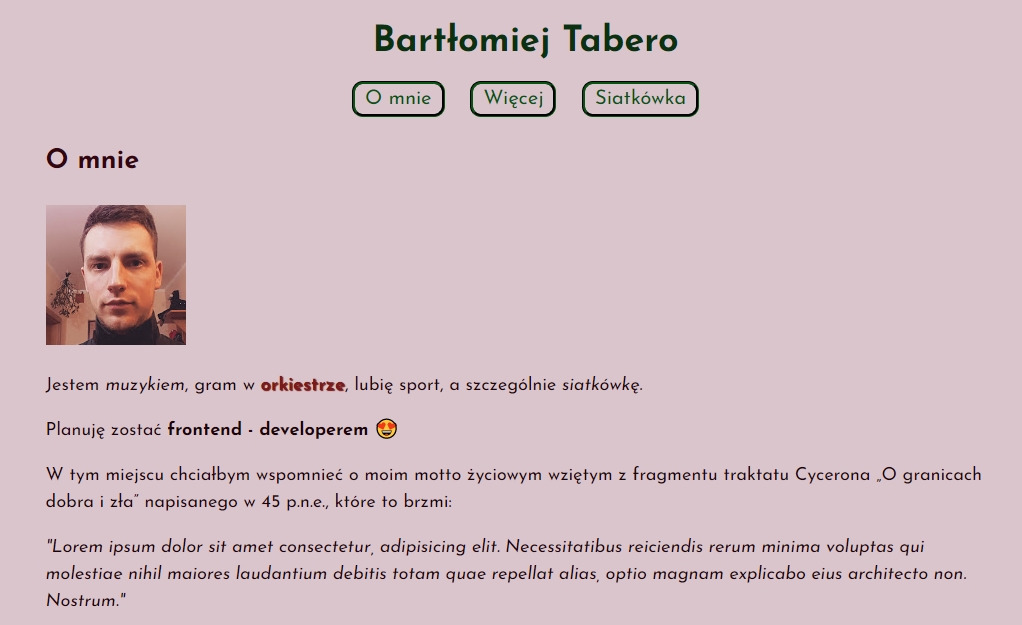 Bartłomiej Tabero
O mnie
Więcej
Siatkówka
O mnie
Jestem muzykiem, gram w orkiestrze, lubię sport, a szczególnie siatkówkę.
Planuję zostać frontend - developerem 😍
W tym miejscu chciałbym wspomnieć o moim motto życiowym wziętym z fragmentu traktatu Cycerona „O granicach
dobra i zła” napisanego w 45 p.n.e., które to brzmi:
"Lorem ipsum dolor sit amet consectetur, adipisicing elit. Necessitatibus reiciendis rerum minima voluptas qui
molestiae nihil maiores laudantium debitis totam quae repellat alias, optio magnam explicabo eius architecto non.
Nostrum."